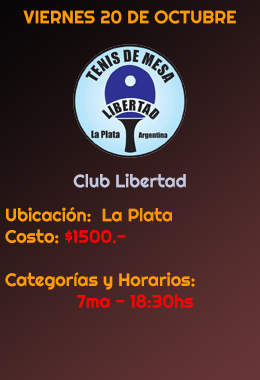 VIERNES 20 DE OCTUBRE
TENIS DE MESA
LIBERTAD
La Plata Argentina
Club Libertad
Ubicación: La Plata
Costo: $1500.-
Categorías y Horarios:
7ma - 18:30hs